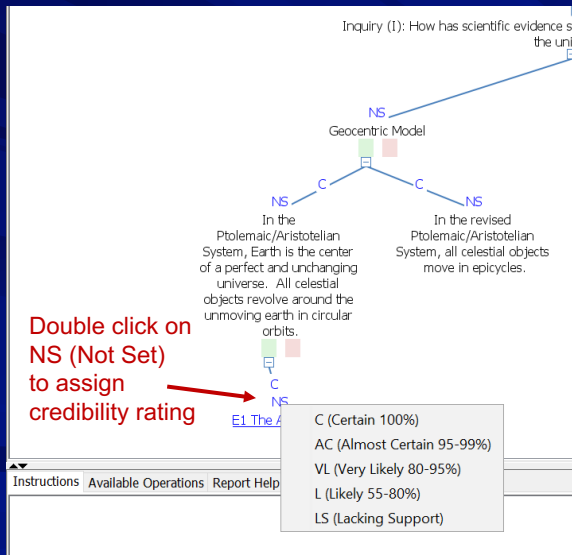 Inquiry (I): How has scientific evidence s
the uni
NS
Geocentric Model
C
C
NS
NS
In the
Ptolemaic/Aristotelian
System, Earth is the center
of a perfect and unchanging
universe. All celestial
objects revolve around the
unmoving earth in circular
orbits.
In the revised
Ptolemaic/Aristotelian
System, all celestial objects
move in epicycles.
Double click on
NS (Not Set)
to assign
credibility rating
C
NS
E1 The A
C (Certain 100%)
AC (Almost Certain 95-99%)
VL (Very Likely 80-95%)
L (Likely 55-80%)
LS (Lacking Support)
Instructions Available Operations Report Help